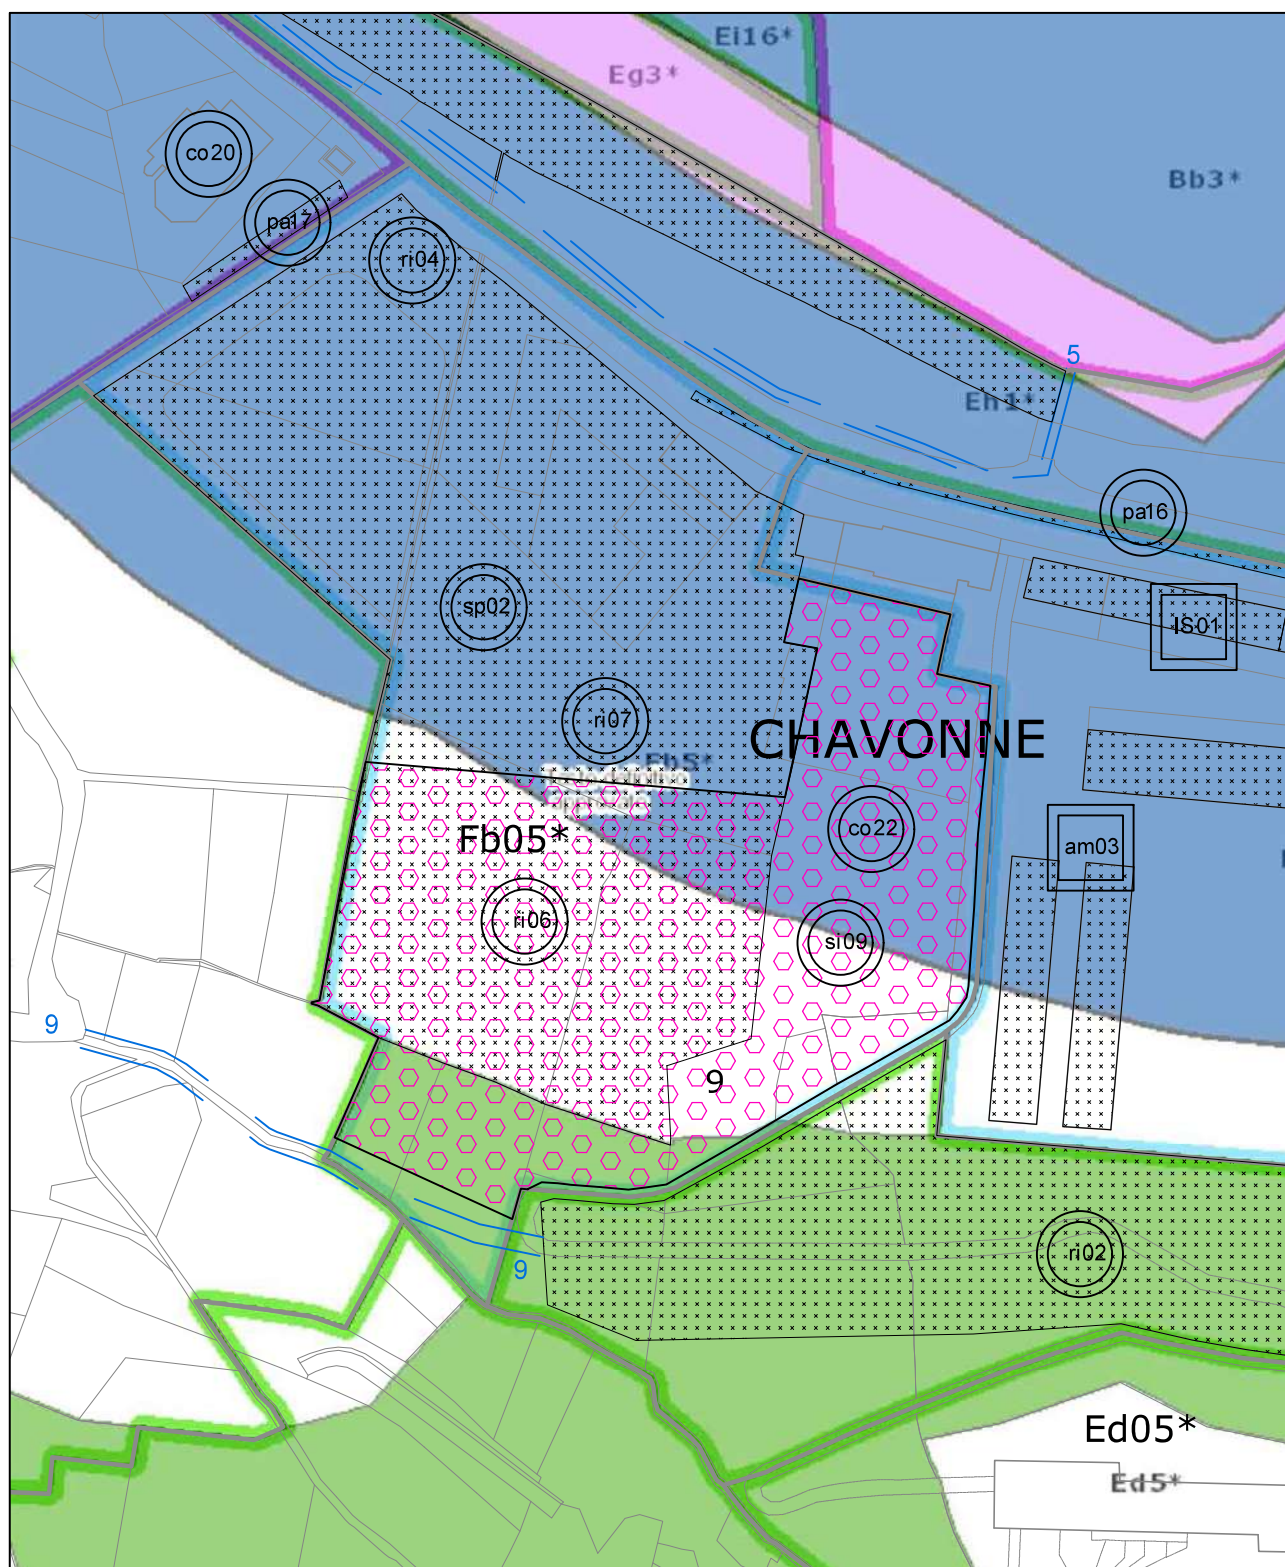 Ei16*
Eg3*
co20
Bb3*
pa17
ri04
5
Eh1*
pa16
sp02
IS01
ri07
CHAVONNE
Fb5*
co22
Fb05*
am03
ri06
si09
9
9
ri02
9
Ed05*
Ed5*